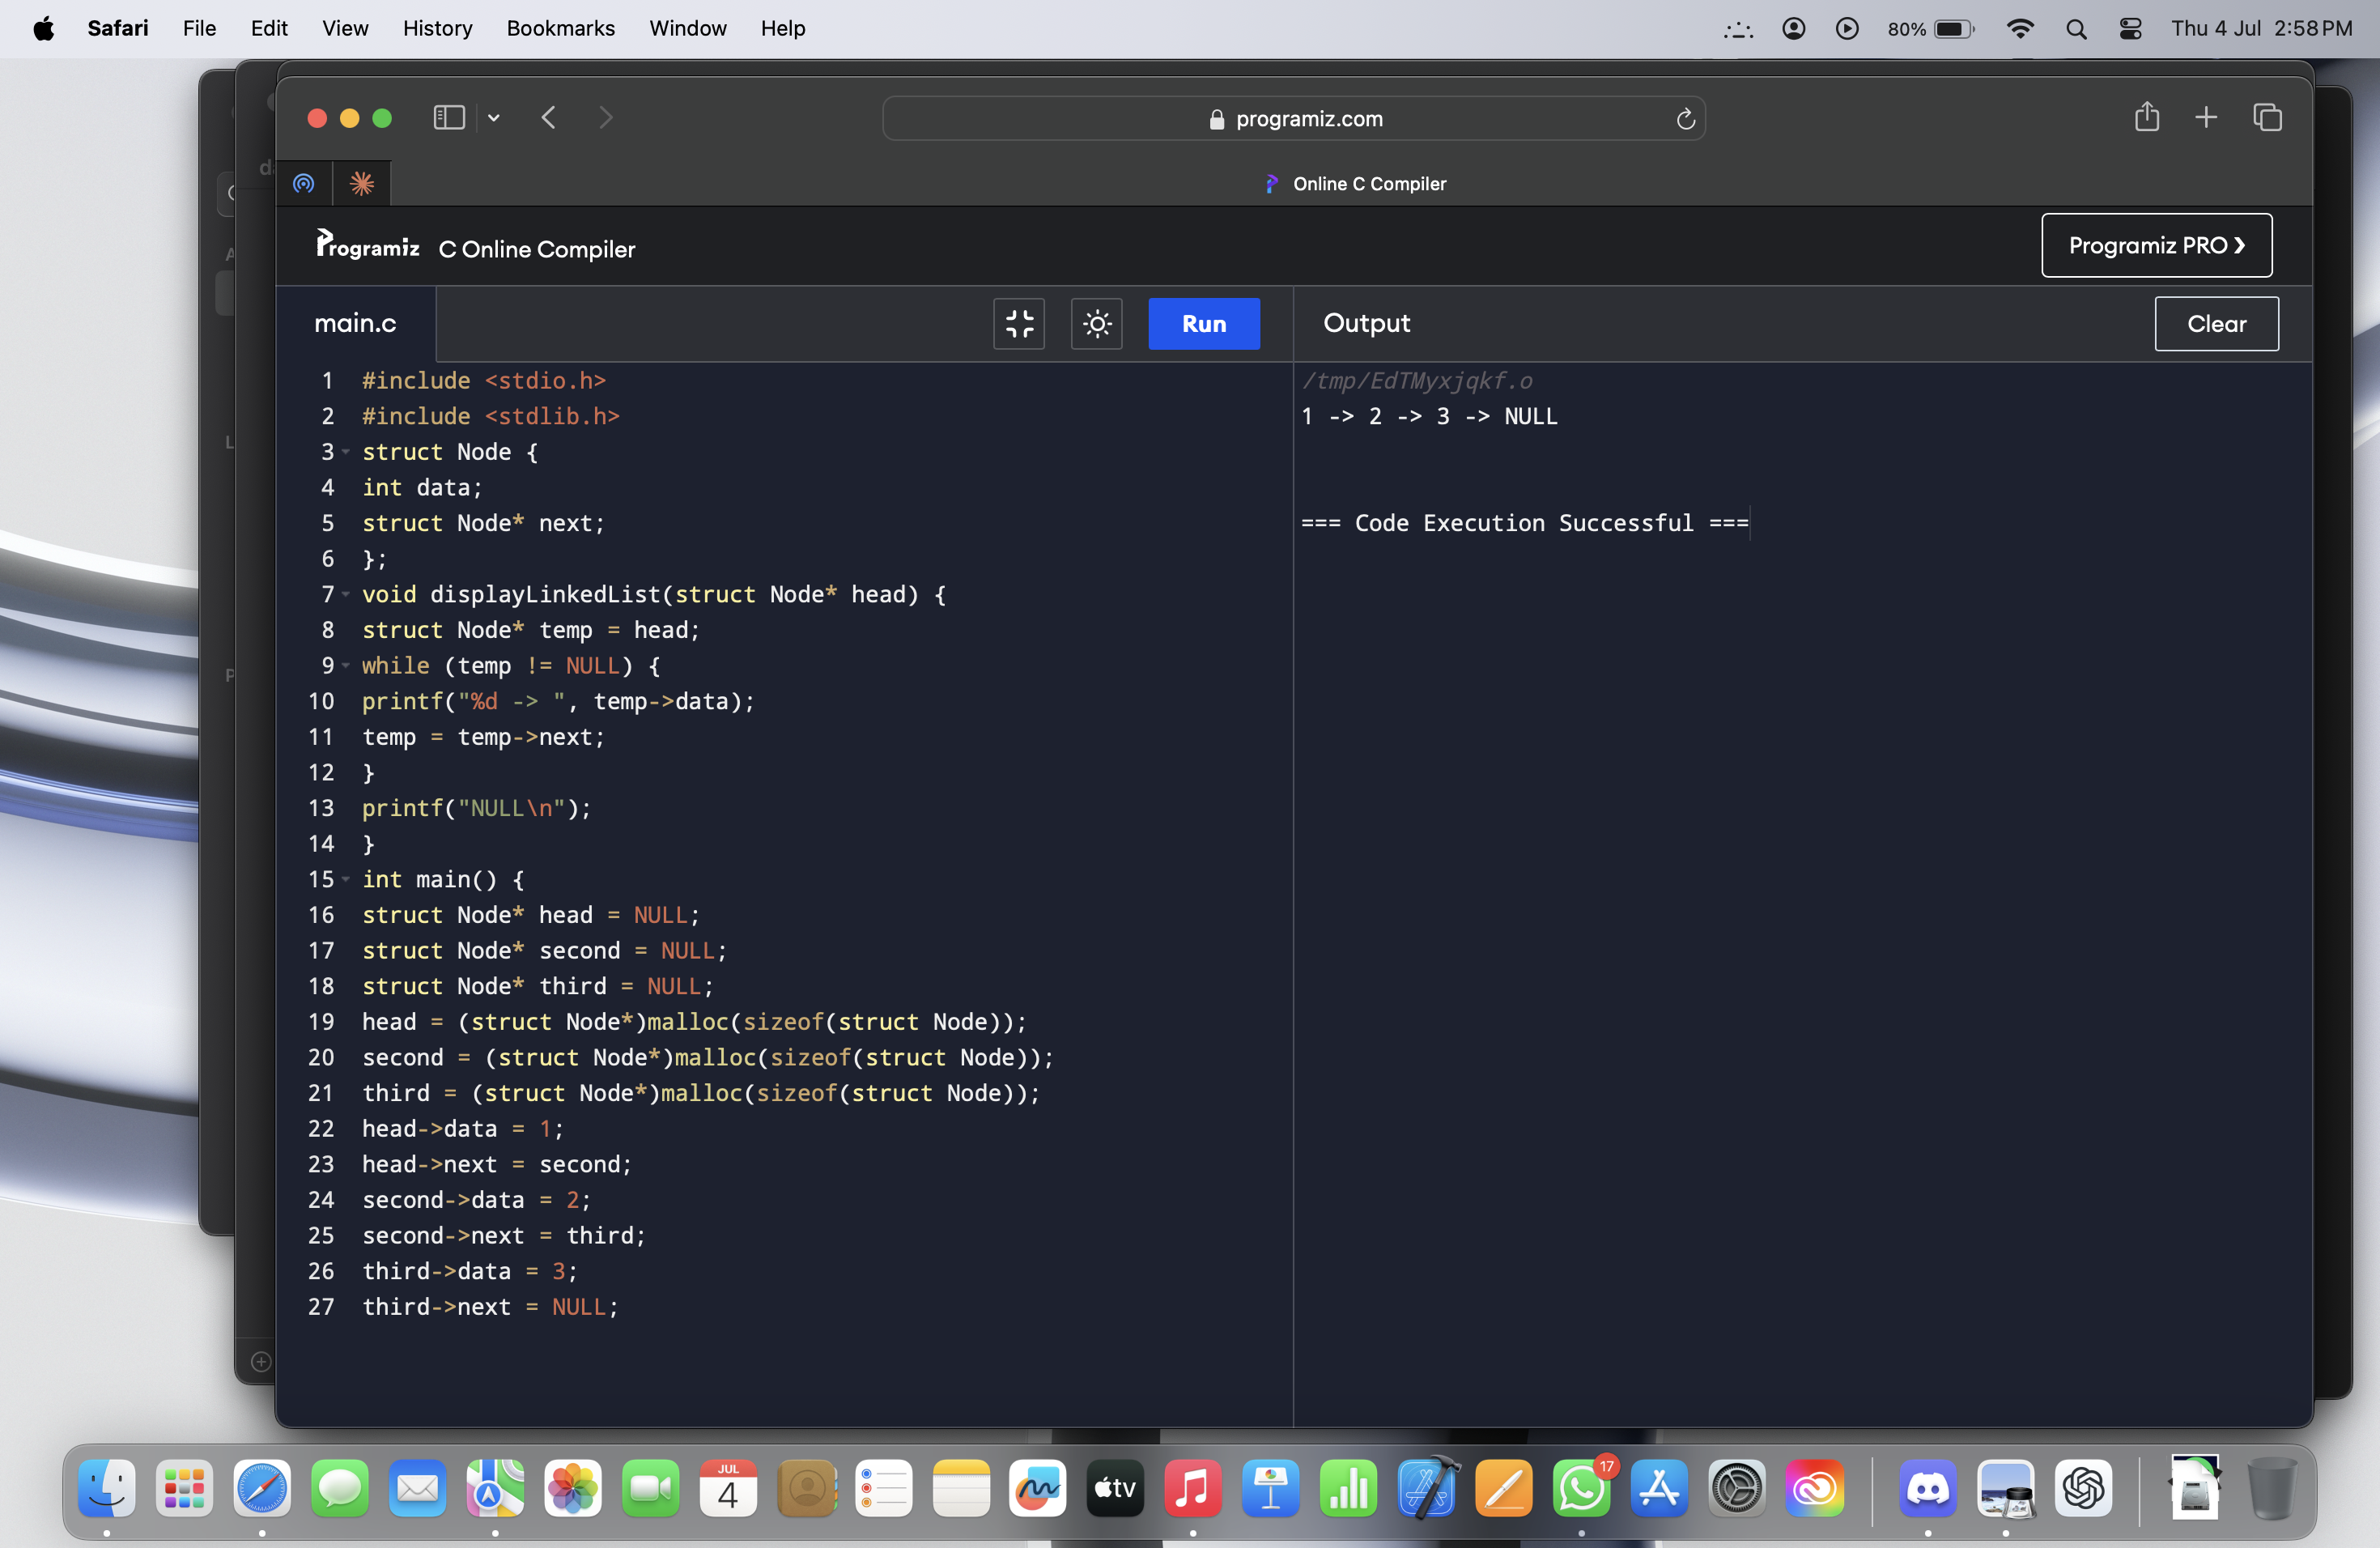 Safari File Edit View History Bookmarks Window Help 80% Thu 4 Jul 2:58 PM
programiz.com
Online C Compiler
Programiz C Online Compiler Programiz PRO ❯
main.c Run Output Clear
1 #include <stdio.h>
2 #include <stdlib.h>
3 struct Node {
4 int data;
5 struct Node* next;
6 };
7 void displayLinkedList(struct Node* head) {
8 struct Node* temp = head;
9 while (temp != NULL) {
10 printf("%d -> ", temp->data);
11 temp = temp->next;
12 }
13 printf("NULL\n");
14 }
15 int main() {
16 struct Node* head = NULL;
17 struct Node* second = NULL;
18 struct Node* third = NULL;
19 head = (struct Node*)malloc(sizeof(struct Node));
20 second = (struct Node*)malloc(sizeof(struct Node));
21 third = (struct Node*)malloc(sizeof(struct Node));
22 head->data = 1;
23 head->next = second;
24 second->data = 2;
25 second->next = third;
26 third->data = 3;
27 third->next = NULL;
/tmp/EdTMyxjqkf.o
1 -> 2 -> 3 -> NULL
=== Code Execution Successful ===
JUL
4
tv
17